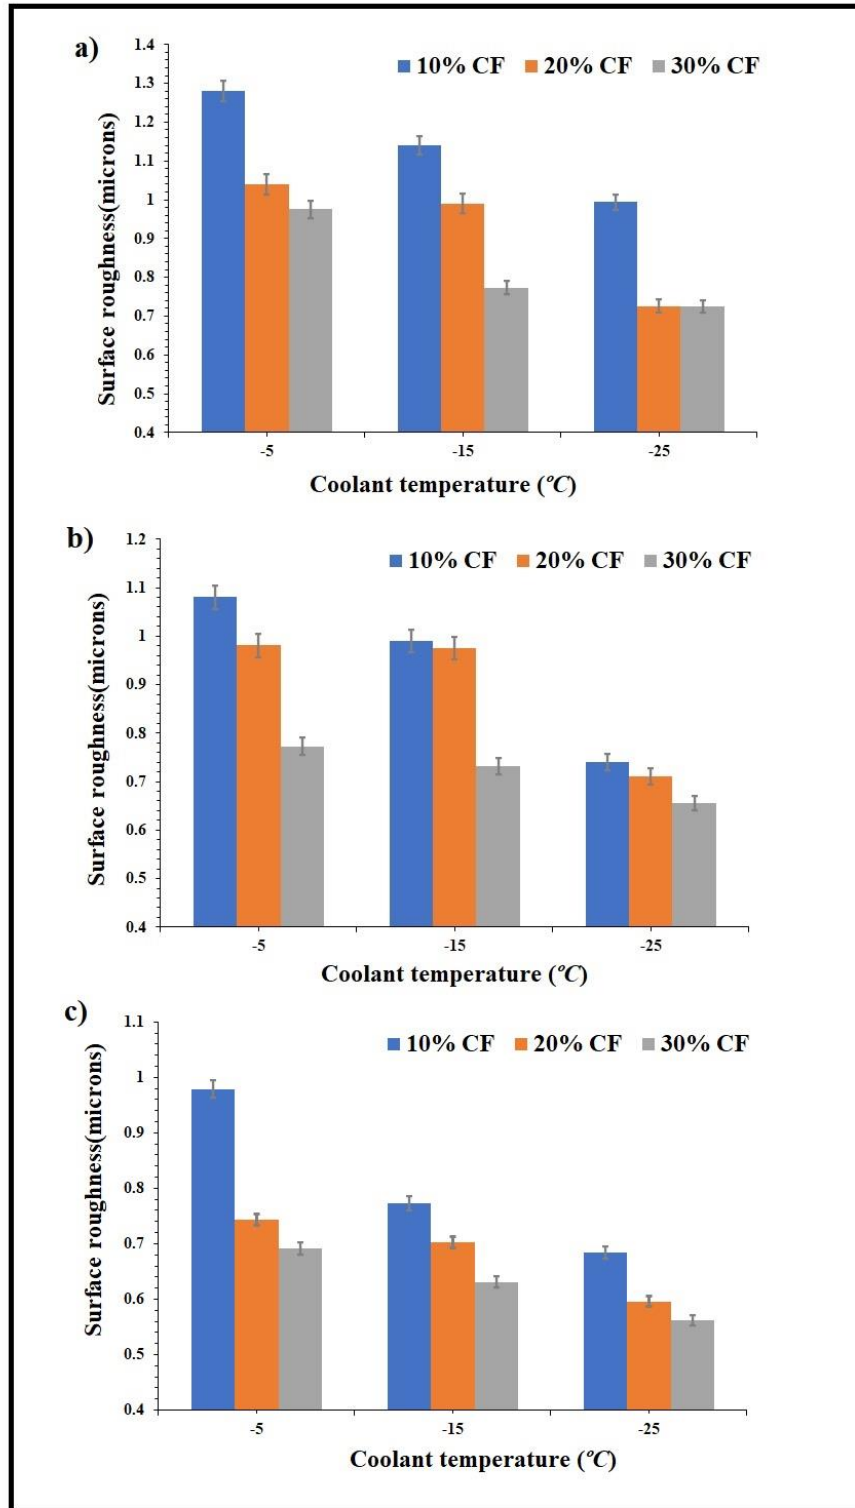 a)
10% CF 20% CF 30% CF
Surface roughness(microns)
1.4
1.3
1.2
1.1
1
0.9
0.8
0.7
0.6
0.5
0.4
-5 -15 -25
Coolant temperature (ºC)
b)
10% CF 20% CF 30% CF
Surface roughness(microns)
1.2
1.1
1
0.9
0.8
0.7
0.6
0.5
0.4
-5 -15 -25
Coolant temperature (ºC)
c)
10% CF 20% CF 30% CF
Surface roughness(microns)
1.1
1
0.9
0.8
0.7
0.6
0.5
0.4
-5 -15 -25
Coolant temperature (ºC)